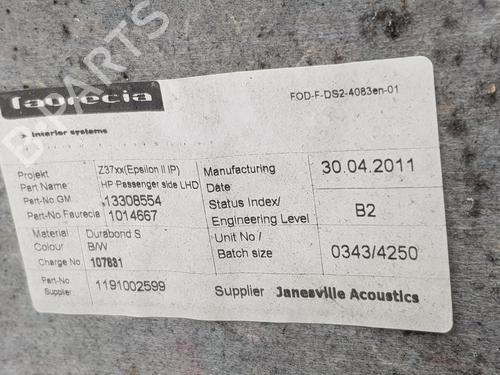 faurecia
FOD-F-DS2-4083en-01
Interior systems
Projekt Z37xx(Epsilon II IP)
Part Name HP Passenger side LHD
Part-No.GM 13308554
Part-No Faurecia 1014667
Material Durabond S
Colour B/W
Charge No 107831
Part-No Supplier 1191002599
Manufacturing Date 30.04.2011
Status Index/ Engineering Level B2
Unit No / Batch size 0343/4250
Supplier Janesville Acoustics
B-PARTS